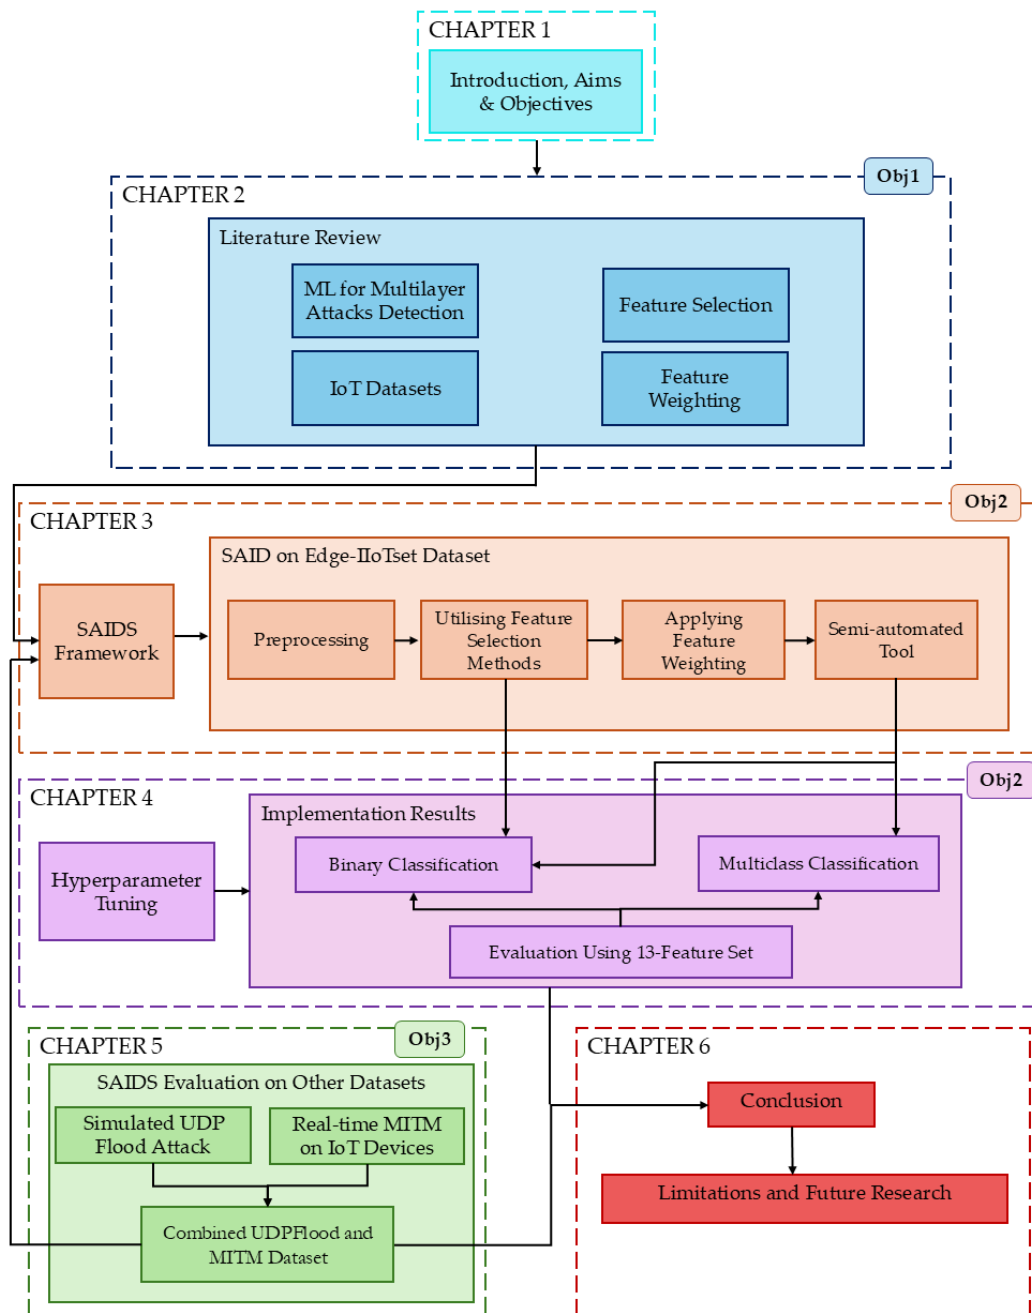 CHAPTER 1
Introduction, Aims
& Objectives
Obj1
CHAPTER 2
Literature Review
ML for Multilayer
Attacks Detection
Feature Selection
IoT Datasets
Feature
Weighting
Obj2
CHAPTER 3
SAID on Edge-IIoTset Dataset
SAIDS
Framework
Preprocessing
Utilising Feature
Selection
Methods
Applying
Feature
Weighting
Semi-automated
Tool
Obj2
CHAPTER 4
Implementation Results
Hyperparameter
Tuning
Binary Classification
Multiclass Classification
Evaluation Using 13-Feature Set
Obj3
CHAPTER 5
SAIDS Evaluation on Other Datasets
Simulated UDP
Flood Attack
Real-time MITM
on IoT Devices
Combined UDPFlood and
MITM Dataset
CHAPTER 6
Conclusion
Limitations and Future Research